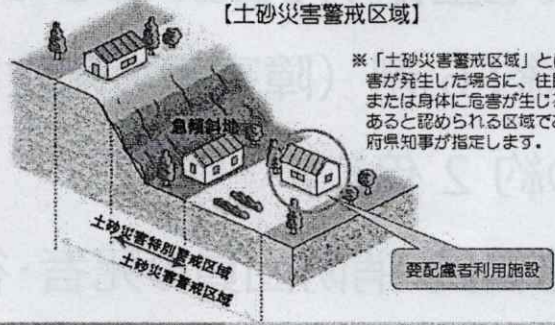 【土砂災害警戒区域】
※「土砂災害警戒区域」とは
害が発生した場合に、住民
または身体に危害が生じる
あると認められる区域であ
府県知事が指定します。
急傾斜地
土砂災害特別警戒区域
土砂災害警戒区域
要配慮者利用施設